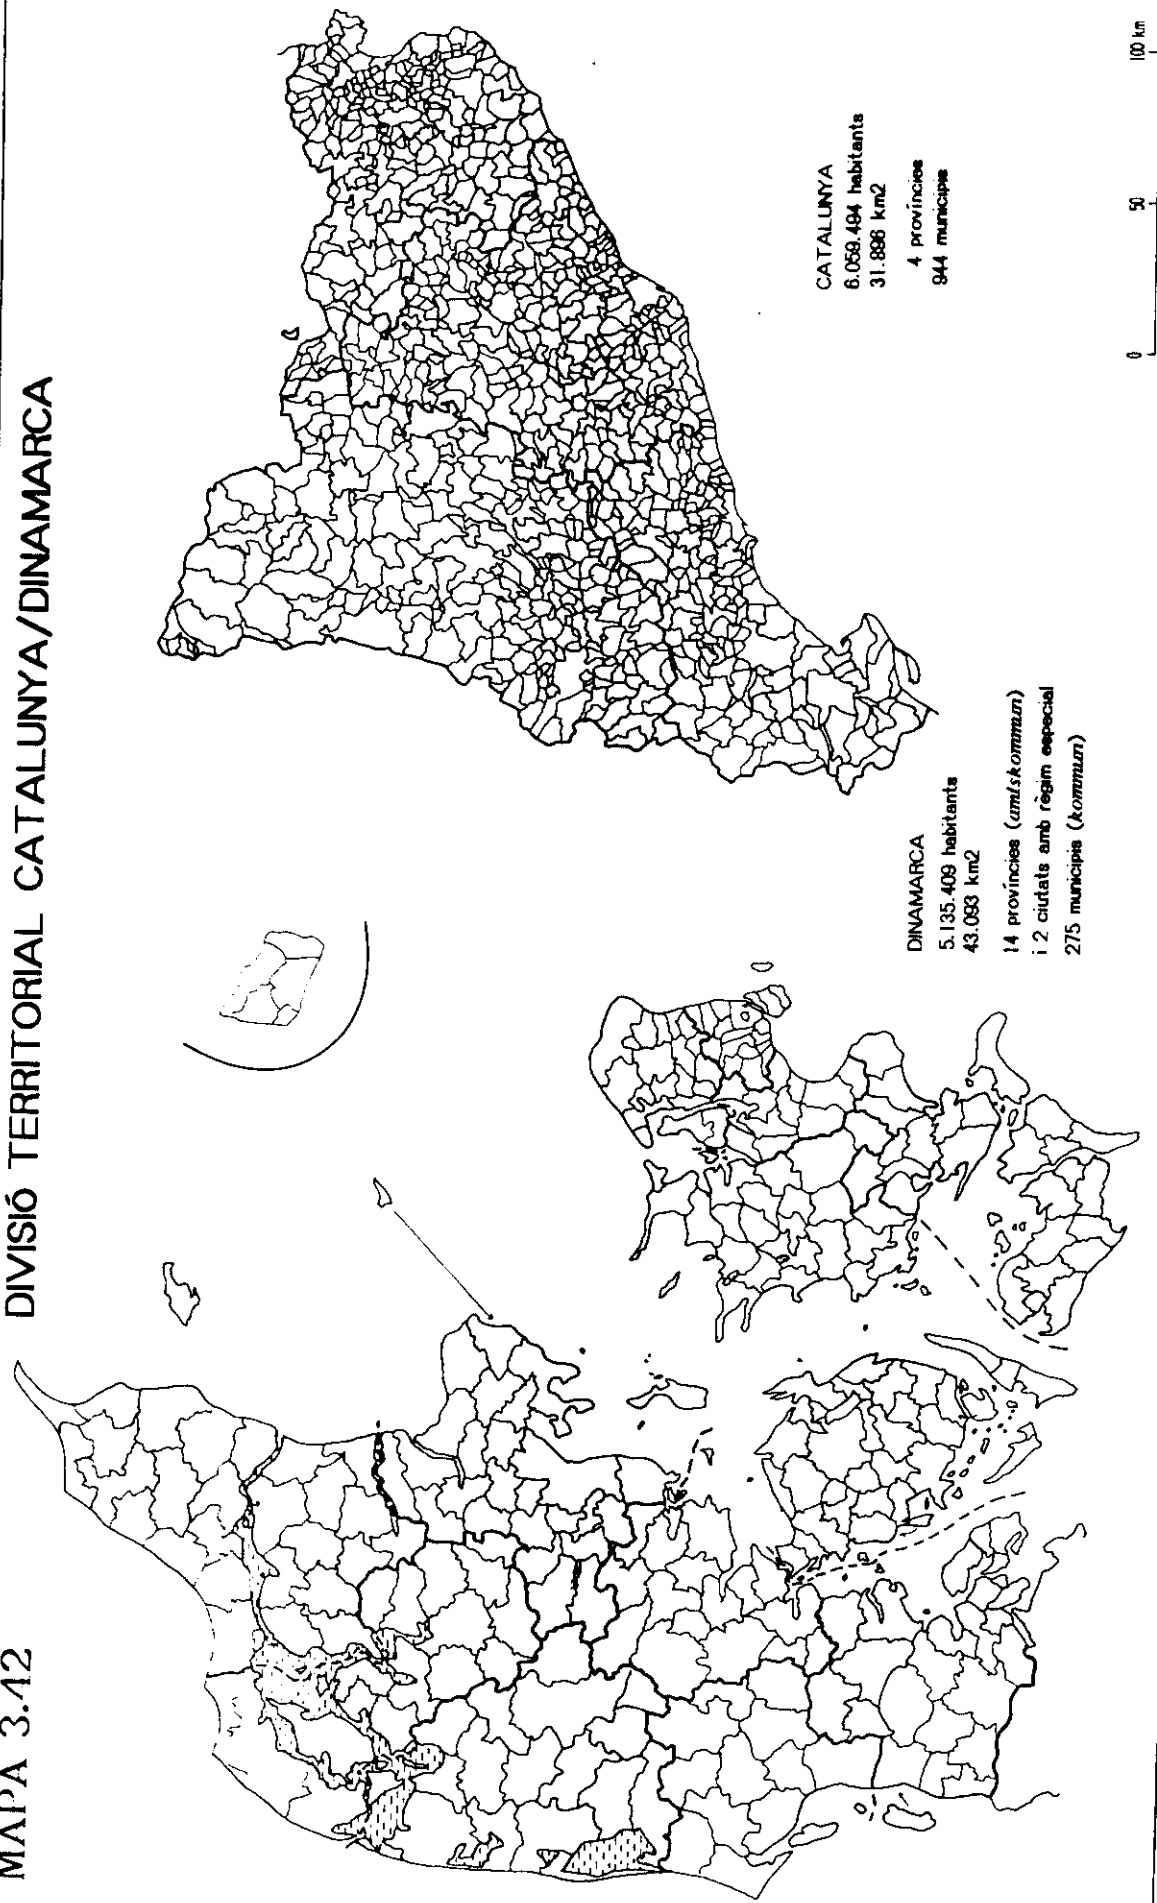 MAPA 3.42
DIVISIÓ TERRITORIAL CATALUNYA/DINAMARCA
DINAMARCA
5.135.409 habitants
43.093 km2
14 províncies (amtskommun)
i 2 ciutats amb règim especial
275 municipis (kommun)
CATALUNYA
6.059.494 habitants
31.896 km2
4 províncies
944 municipis
0 50 100 km